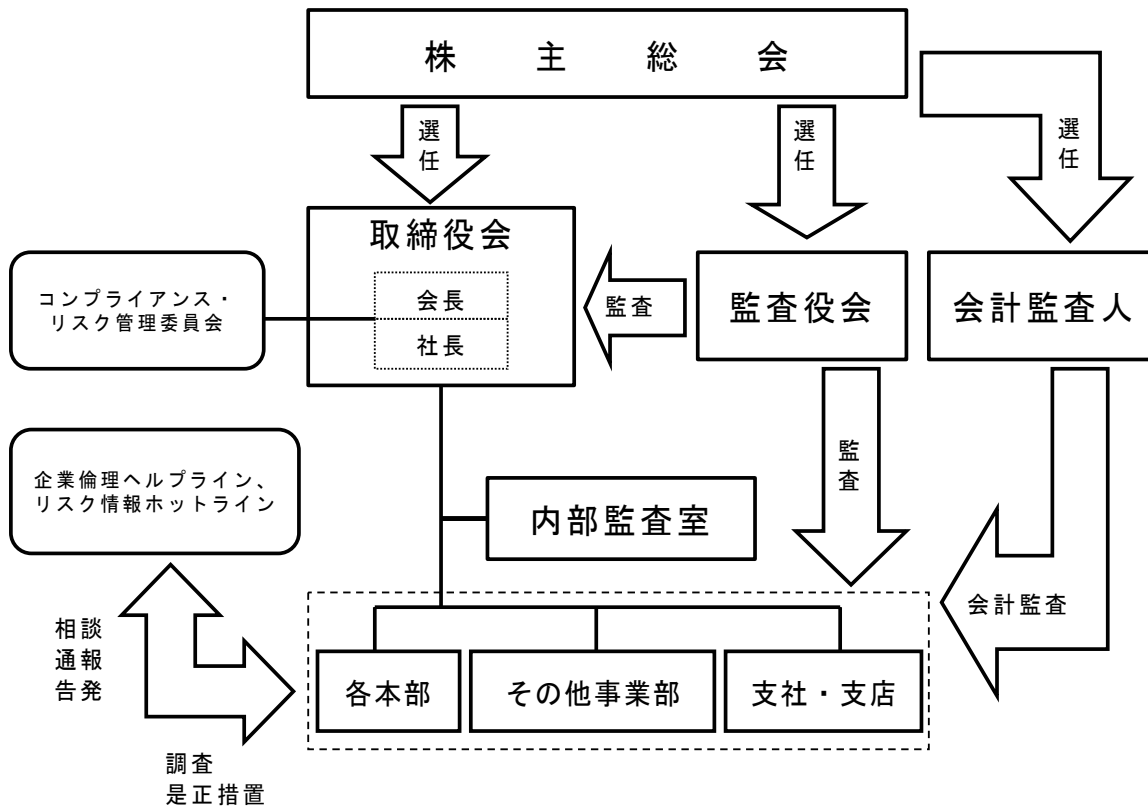 株主総会
選任
選任
選任
取締役会
会長
社長
コンプライアンス・
リスク管理委員会
監査
監査役会
会計監査人
企業倫理ヘルプライン、
リスク情報ホットライン
監査
内部監査室
会計監査
相談
通報
告発
各本部
その他事業部
支社・支店
調査
是正措置